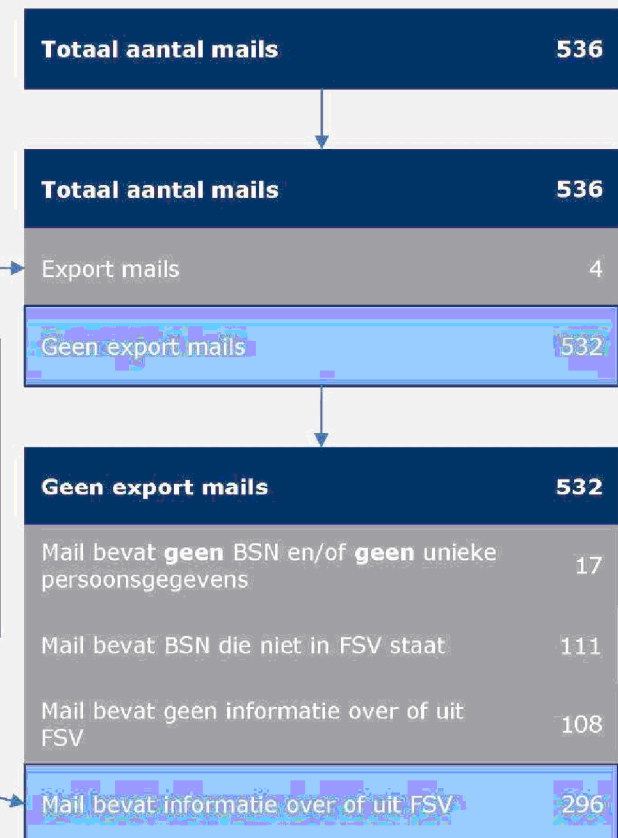 Totaal aantal mails 536
Totaal aantal mails 536
Export mails 4
Geen export mails 532
Geen export mails 532
Mail bevat geen BSN en/of geen unieke
persoonsgegevens 17
Mail bevat BSN die niet in FSV staat 111
Mail bevat geen informatie over of uit
FSV 108
Mail bevat informatie over of uit FSV 296